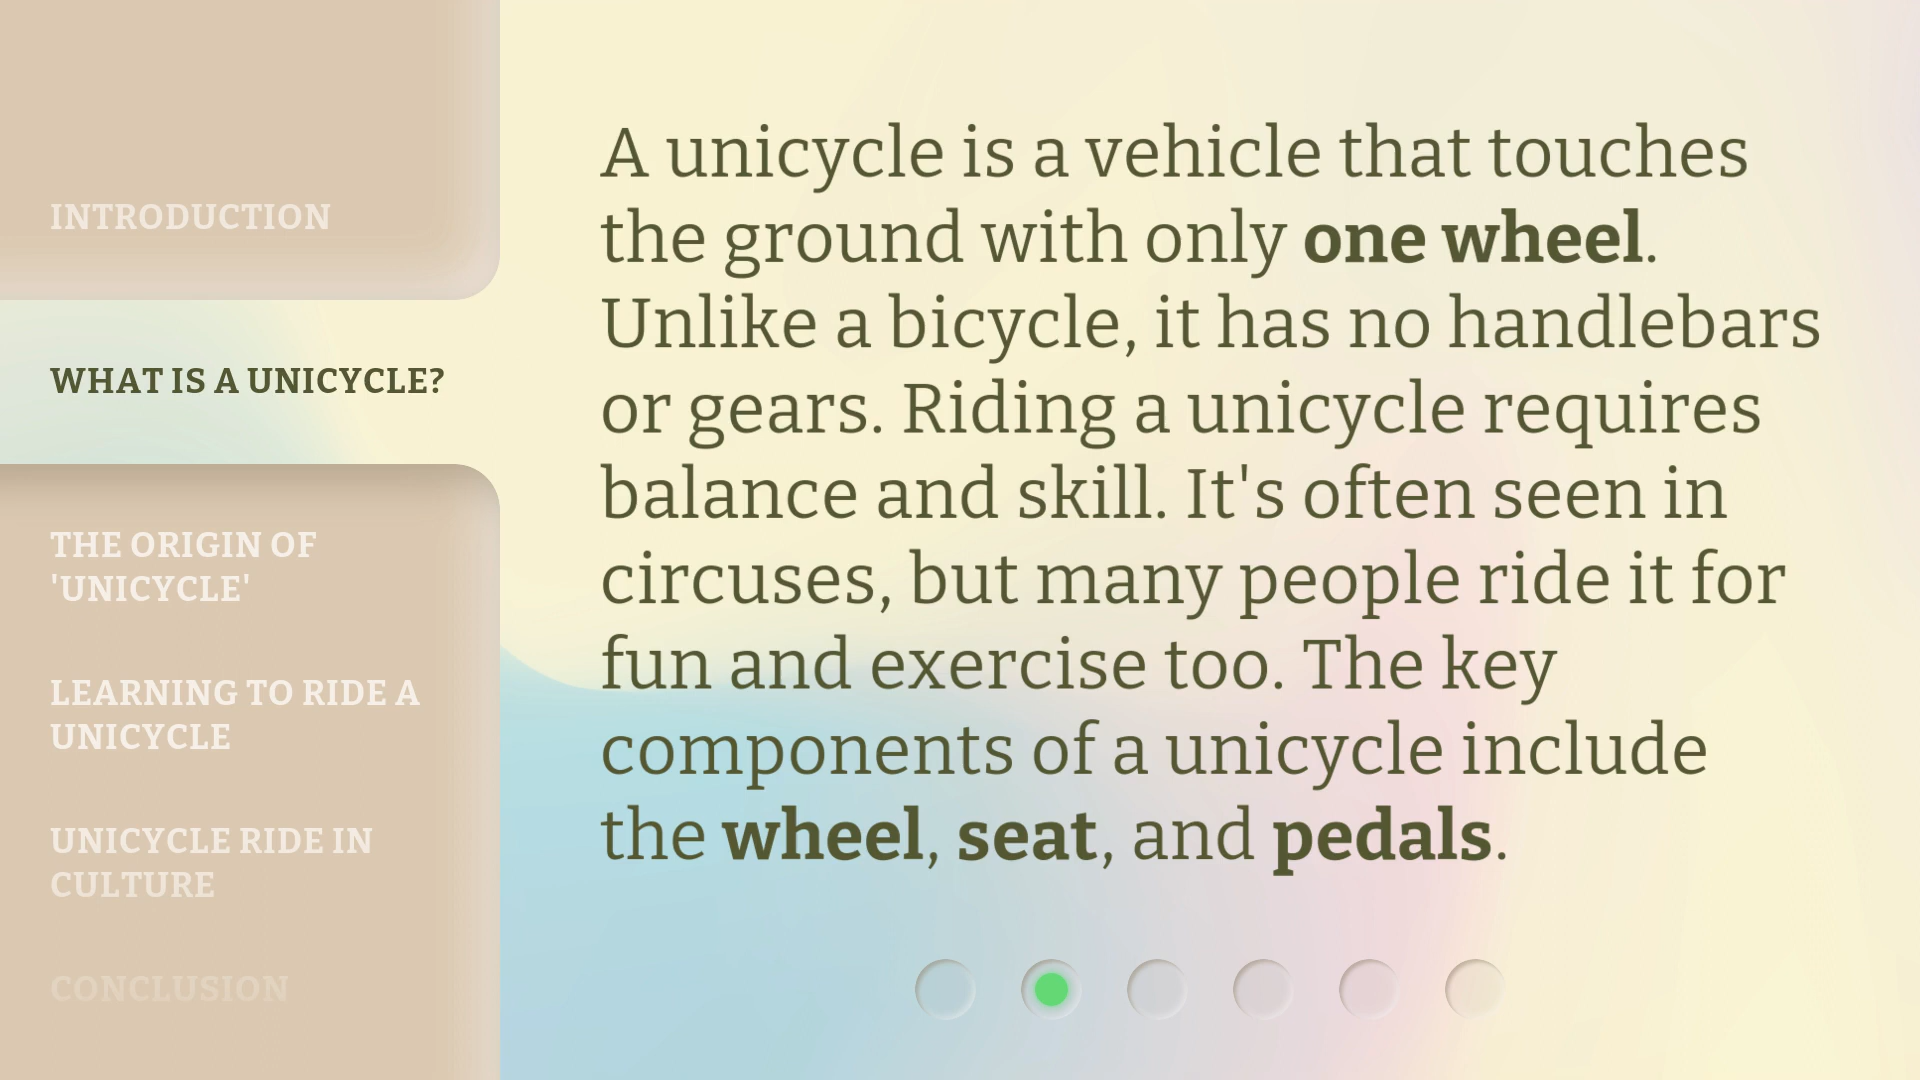 INTRODUCTION
WHAT IS A UNICYCLE?
THE ORIGIN OF
'UNICYCLE'
LEARNING TO RIDE A
UNICYCLE
UNICYCLE RIDE IN
CULTURE
CONCLUSION
A unicycle is a vehicle that touches
the ground with only one wheel.
Unlike a bicycle, it has no handlebars
or gears. Riding a unicycle requires
balance and skill. It's often seen in
circuses, but many people ride it for
fun and exercise too. The key
components of a unicycle include
the wheel, seat, and pedals.